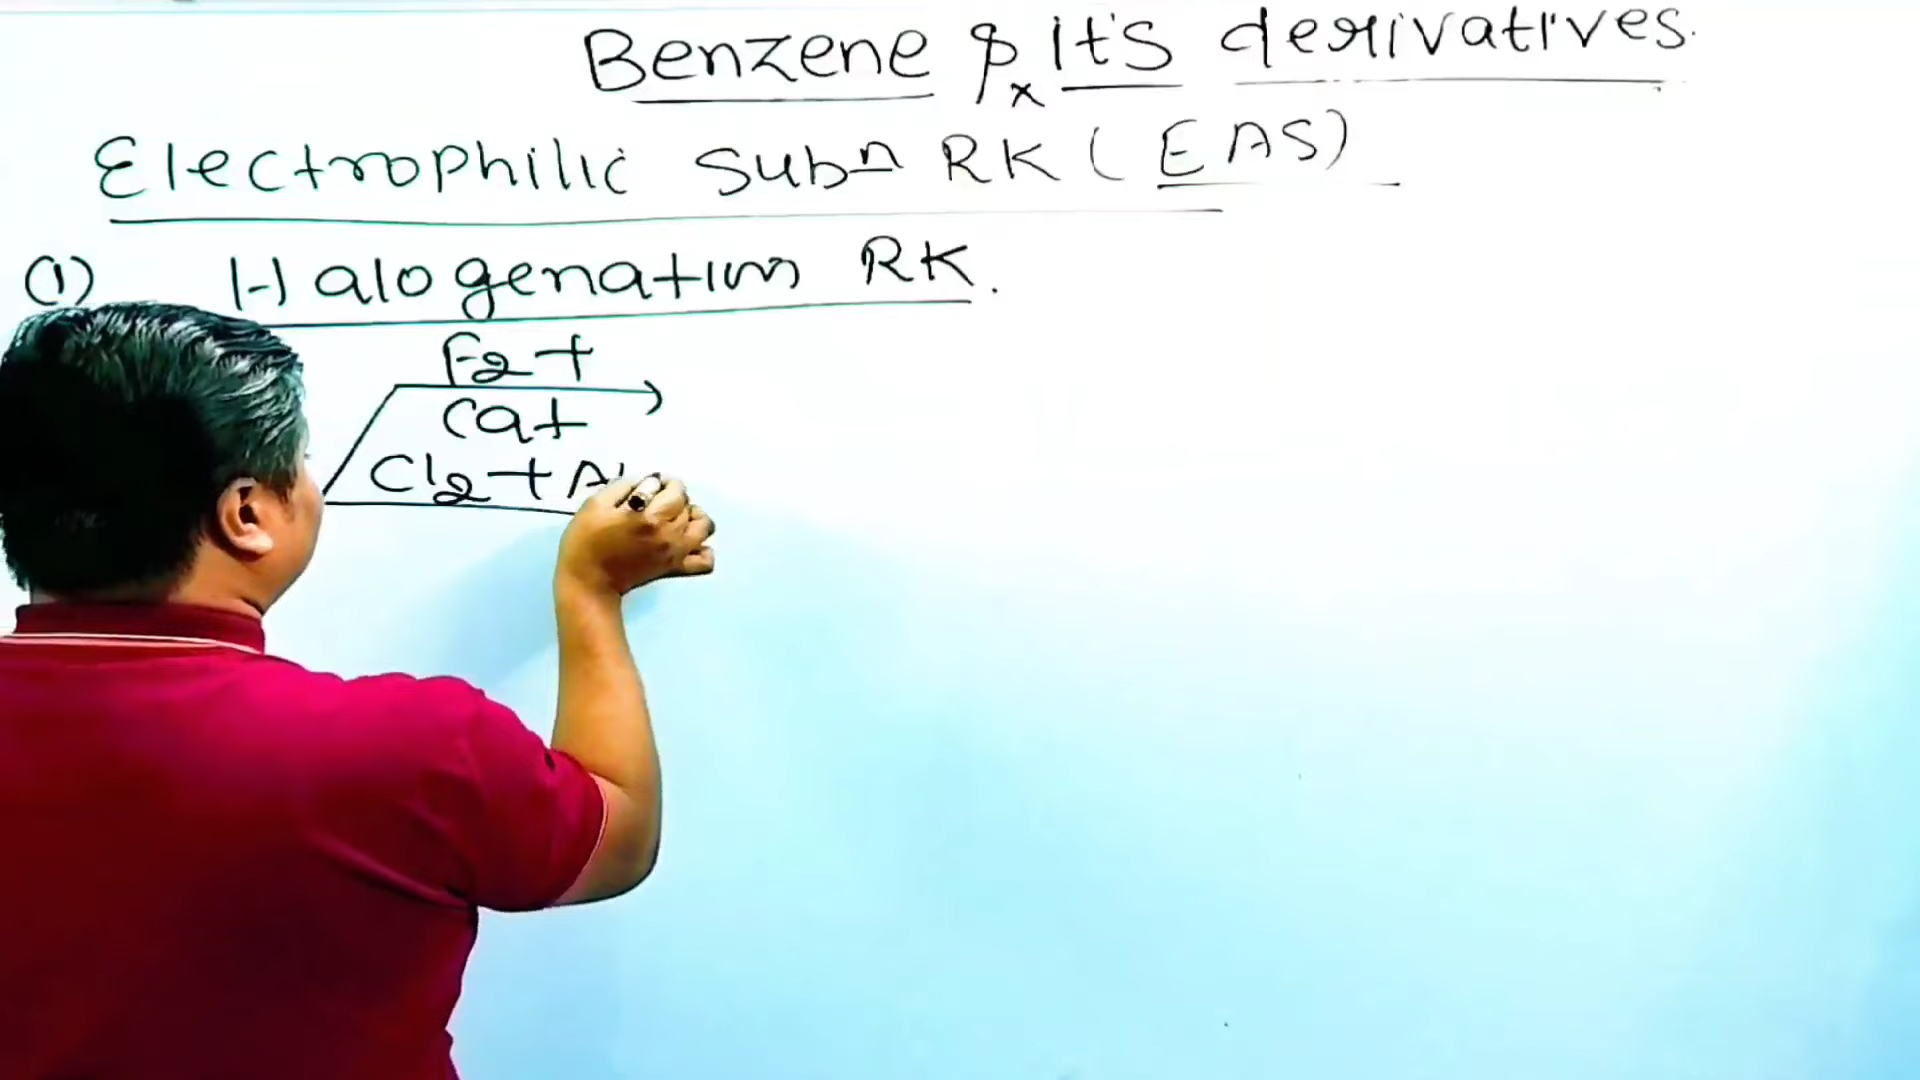 Benzene & It's derivatives.
x
Electrophilic Subn RK (EAS)
(1) Halogenation RK.
F2 +
Cat
Cl2 + Al